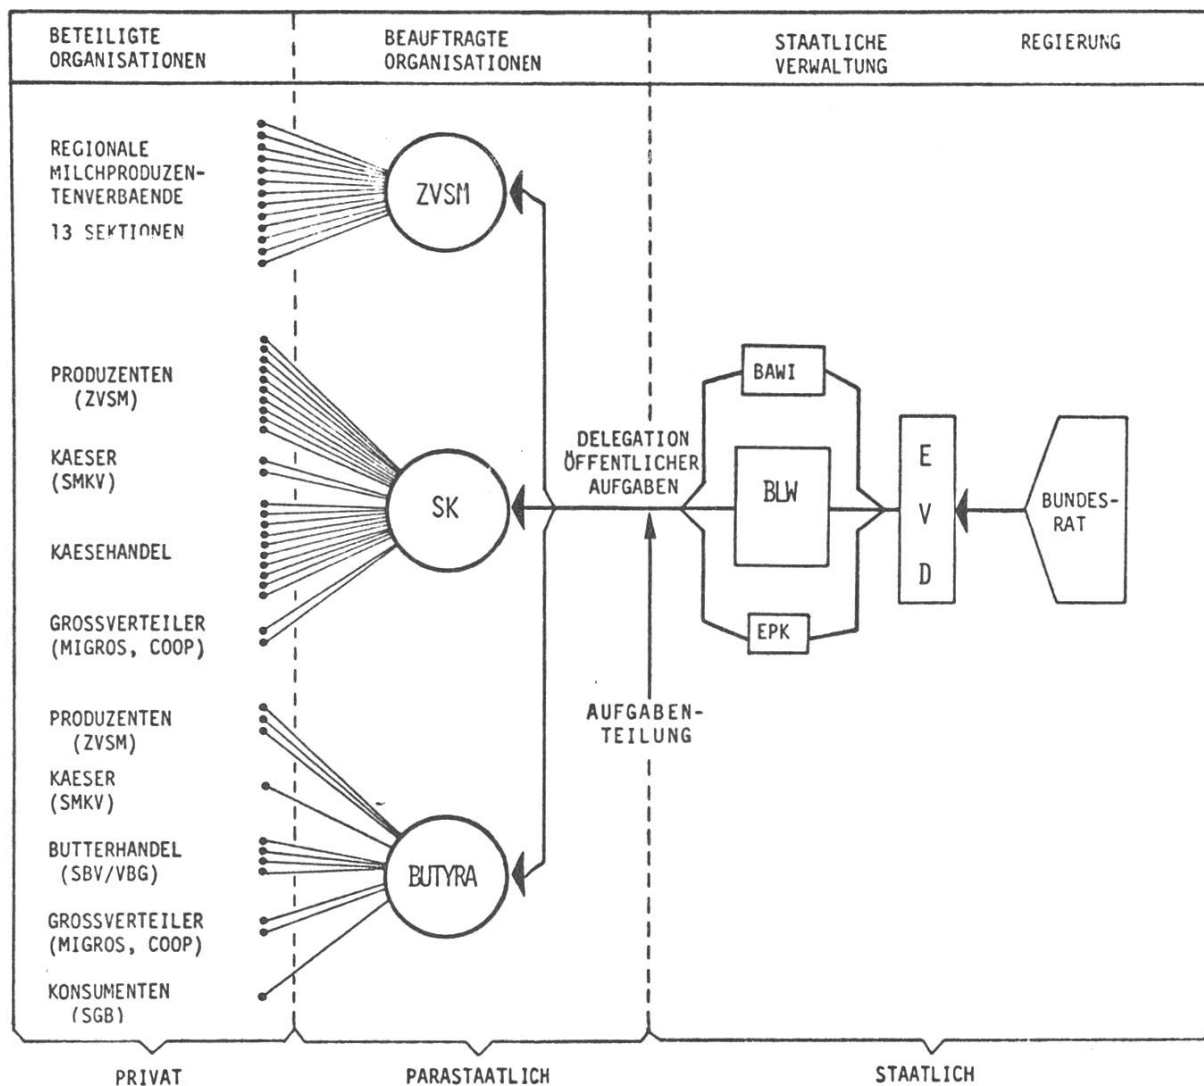 BETEILIGTE
ORGANISATIONEN
BEAUFTRAGTE
ORGANISATIONEN
STAATLICHE
VERWALTUNG
REGIERUNG
REGIONALE
MILCHPRODUZEN-
TENVERBAENDE
13 SEKTIONEN
ZVSM
PRODUZENTEN
(ZVSM)
KAESER
(SMKV)
KAESEHANDEL
GROSSVERTEILER
(MIGROS, COOP)
SK
DELEGATION
ÖFFENTLICHER
AUFGABEN
AUFGABEN-
TEILUNG
BAWI
BLW
EPK
E
V
D
BUNDES-
RAT
PRODUZENTEN
(ZVSM)
KAESER
(SMKV)
BUTTERHANDEL
(SBV/VBG)
GROSSVERTEILER
(MIGROS, COOP)
KONSUMENTEN
(SGB)
BUTYRA
PRIVAT
PARASTAATLICH
STAATLICH